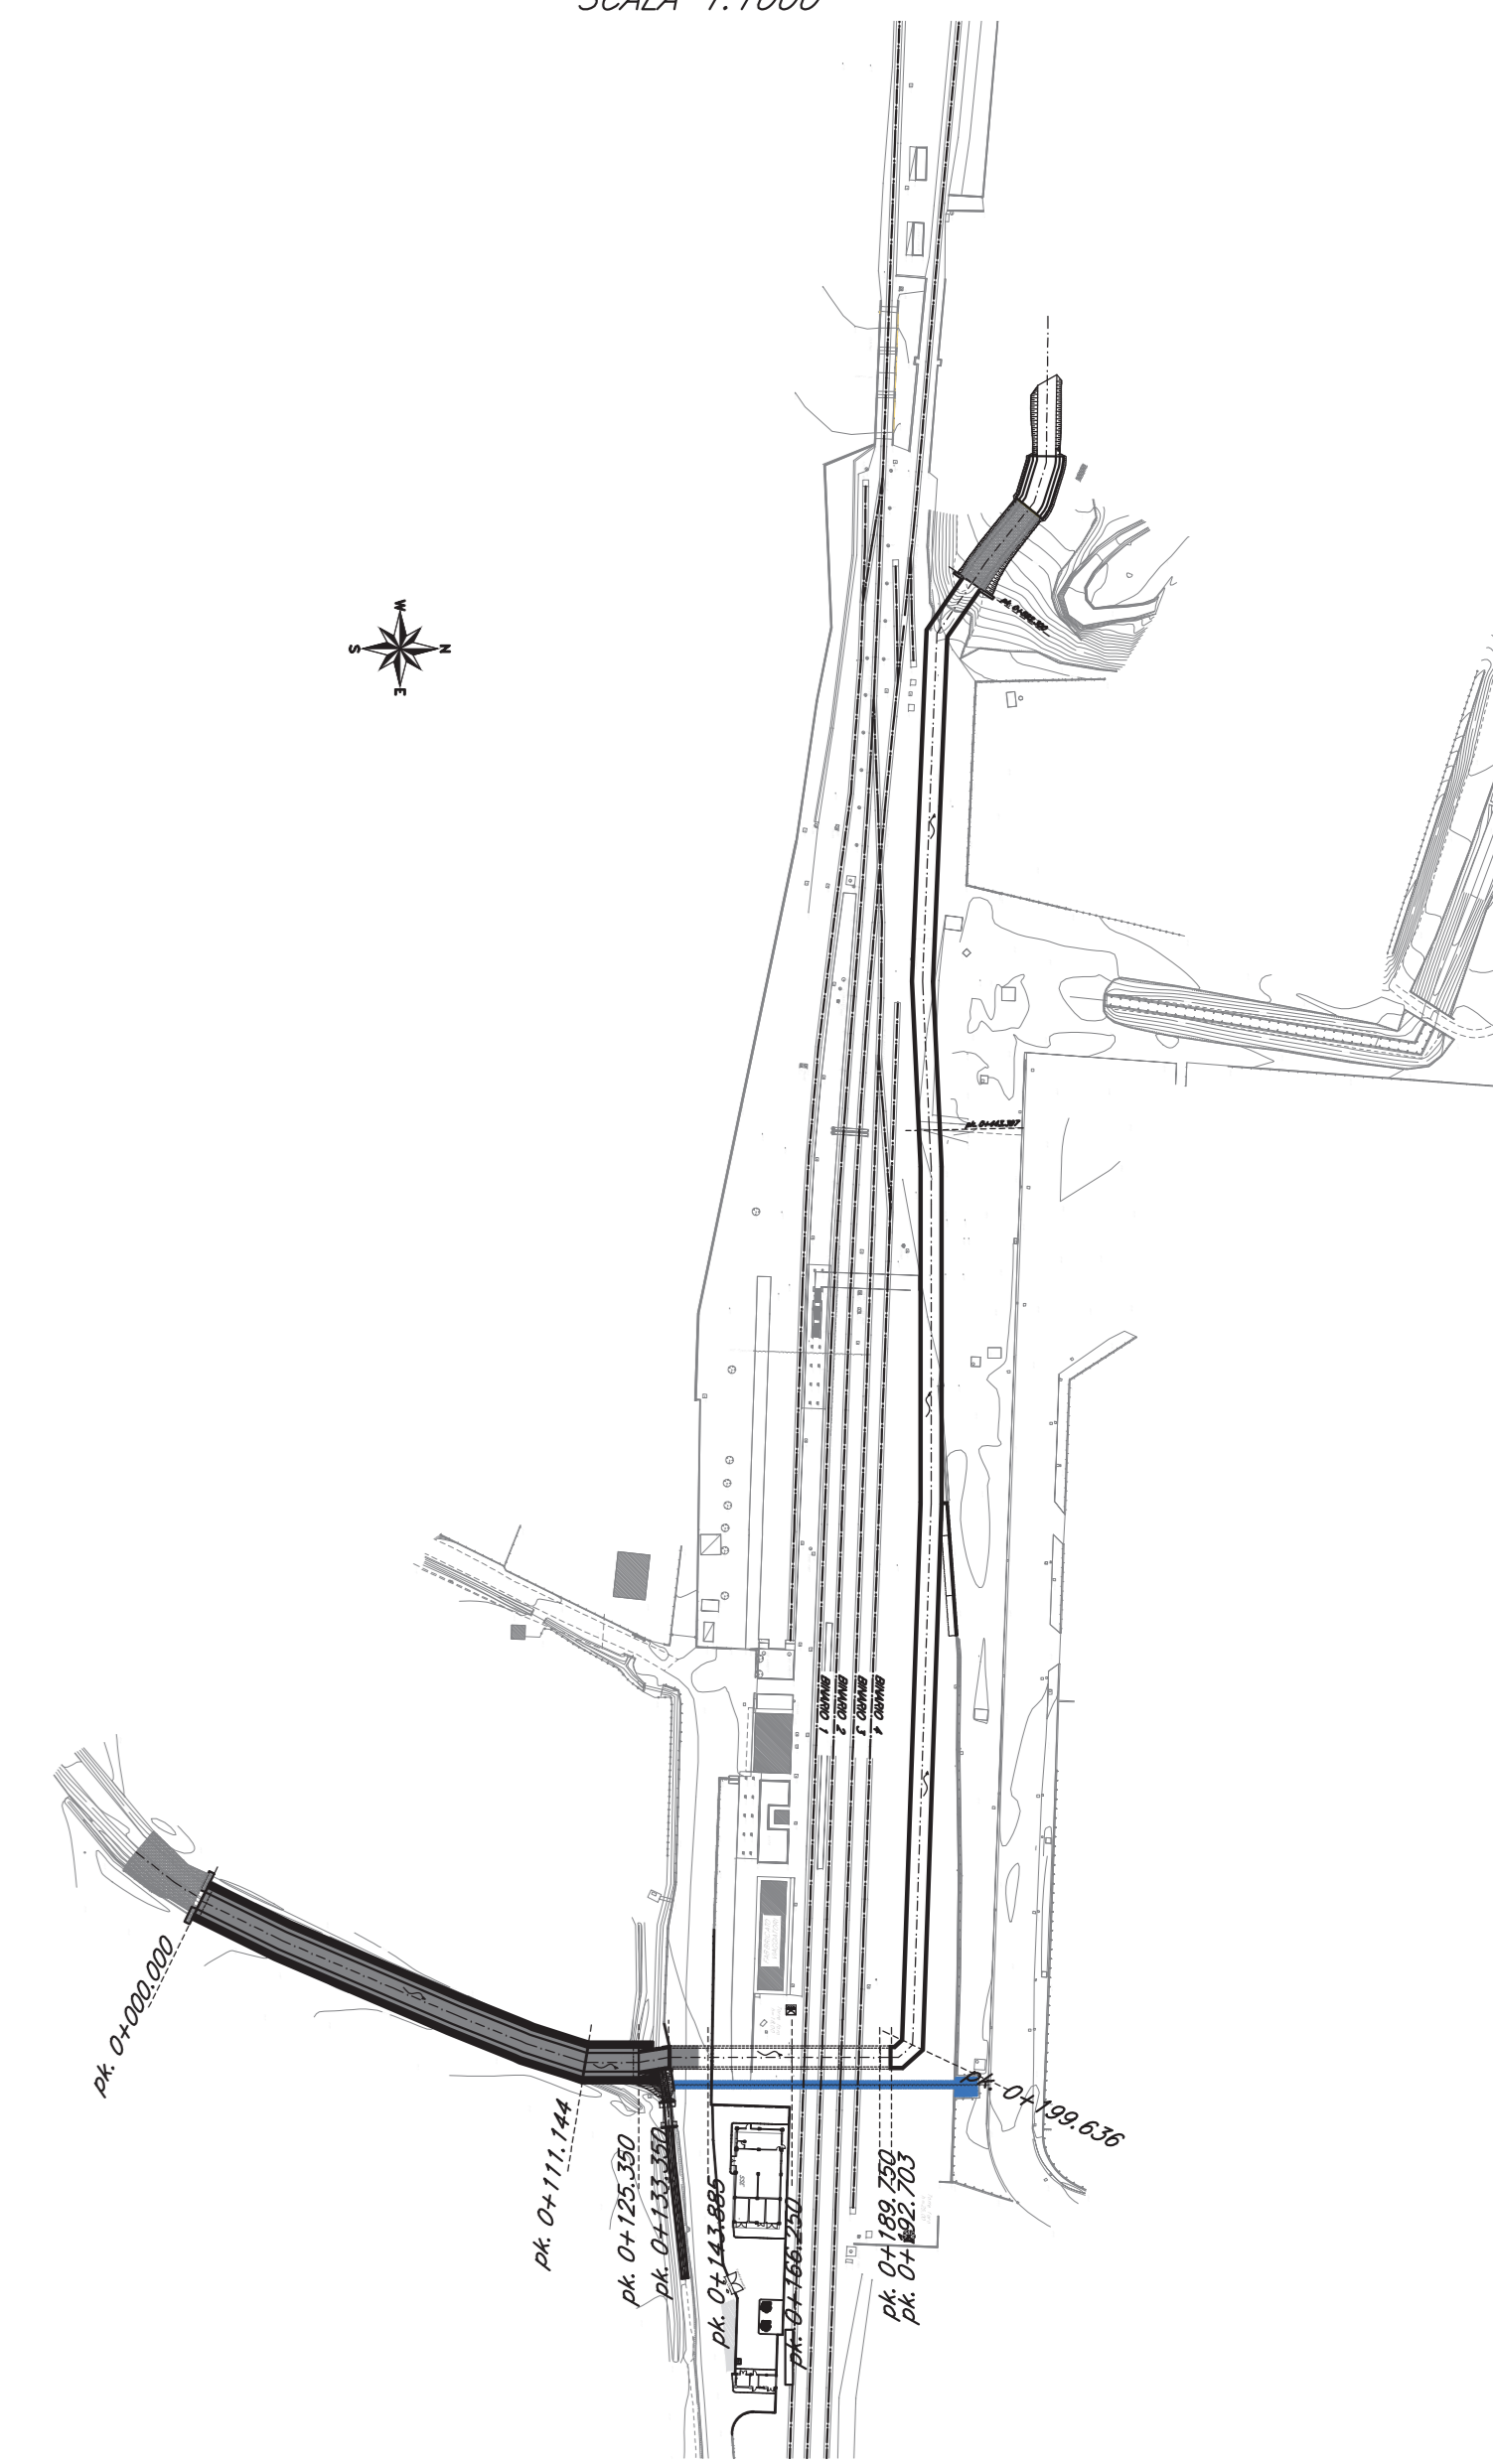 SCALA 1:1000
W
S
N
E
BINARIO 1
BINARIO 2
BINARIO 3
BINARIO 4
pk. 0+000.000
pk. 0+111.144
pk. 0+125.350
pk. 0+133.350
pk. 0+143.885
pk. 0+166.250
pk. 0+189.750
pk. 0+192.703
pk. 0+199.636
SSE